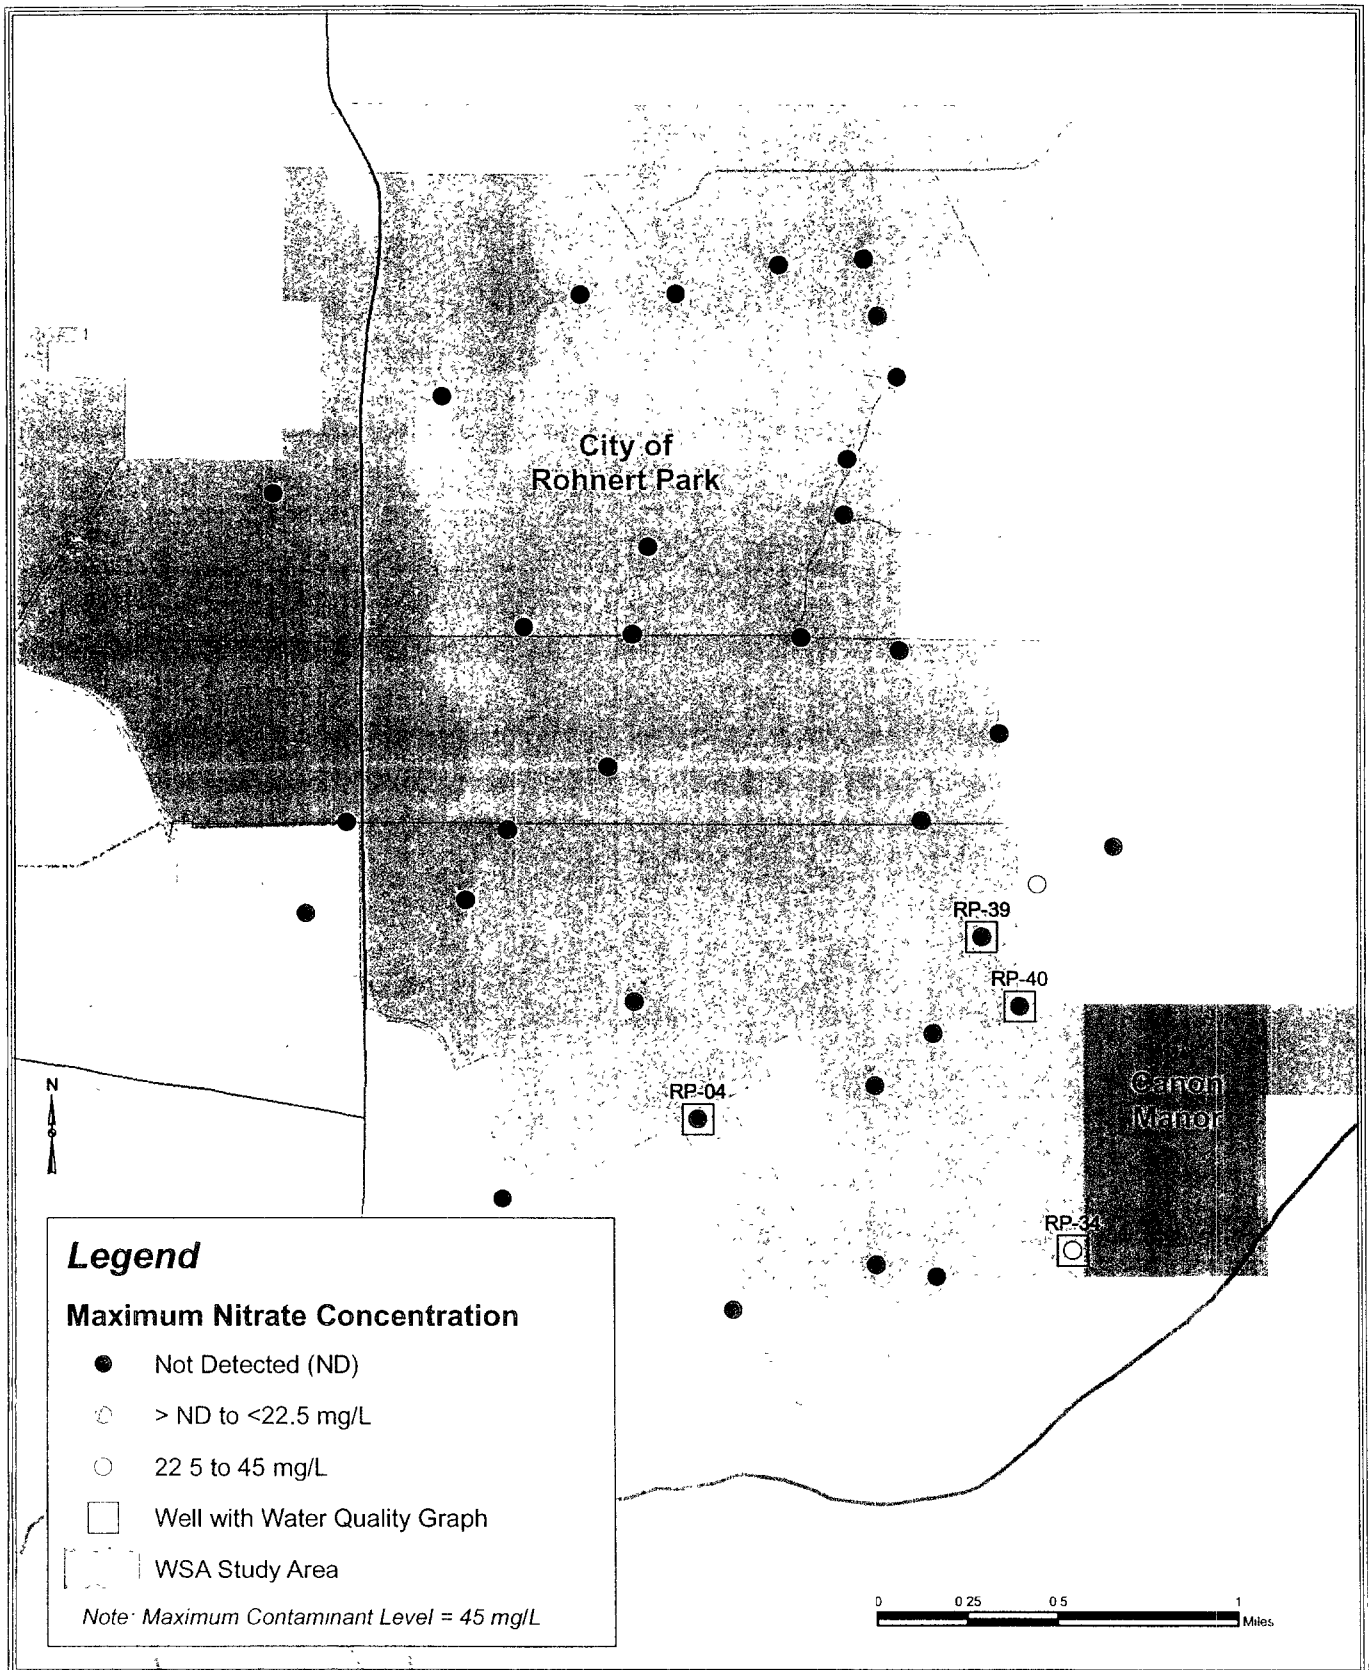 City of
Rohnert Park
RP-39
RP-40
Canon
Manor
RP-04
N
RP-34
Legend
Maximum Nitrate Concentration
Not Detected (ND)
> ND to <22.5 mg/L
22 5 to 45 mg/L
Well with Water Quality Graph
WSA Study Area
Note: Maximum Contaminant Level = 45 mg/L
0 0 25 0 5 1
Miles